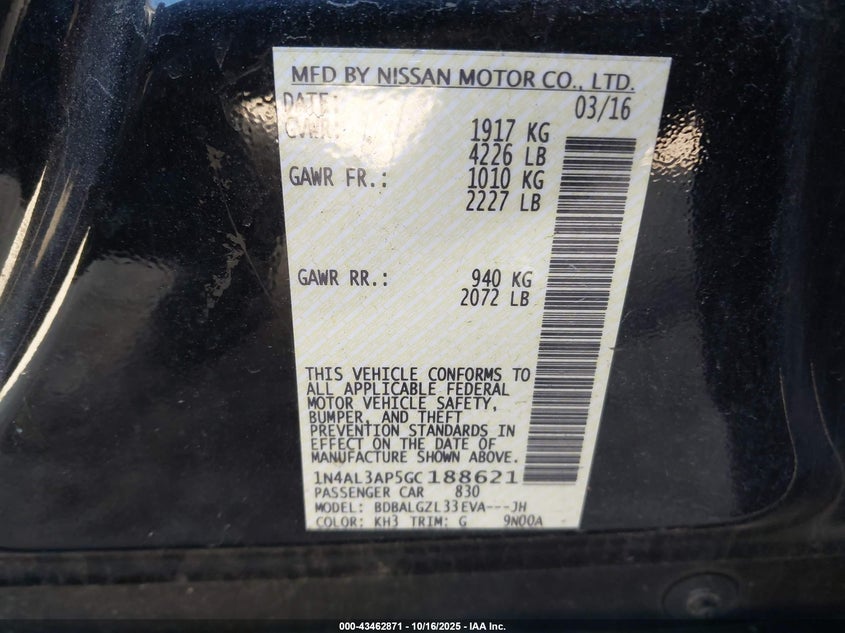 MFD BY NISSAN MOTOR CO., LTD.
DATE: 03/16
GVWR: 1917 KG
4226 LB
GAWR FR.: 1010 KG
2227 LB
GAWR RR.: 940 KG
2072 LB
THIS VEHICLE CONFORMS TO
ALL APPLICABLE FEDERAL
MOTOR VEHICLE SAFETY,
BUMPER, AND THEFT
PREVENTION STANDARDS IN
EFFECT ON THE DATE OF
MANUFACTURE SHOWN ABOVE.
1N4AL3AP5GC188621
PASSENGER CAR 830
MODEL: BDBALGZL33EVA---JH
COLOR: KH3 TRIM: G 9N00A
000-43462871 - 10/16/2025 - IAA Inc.